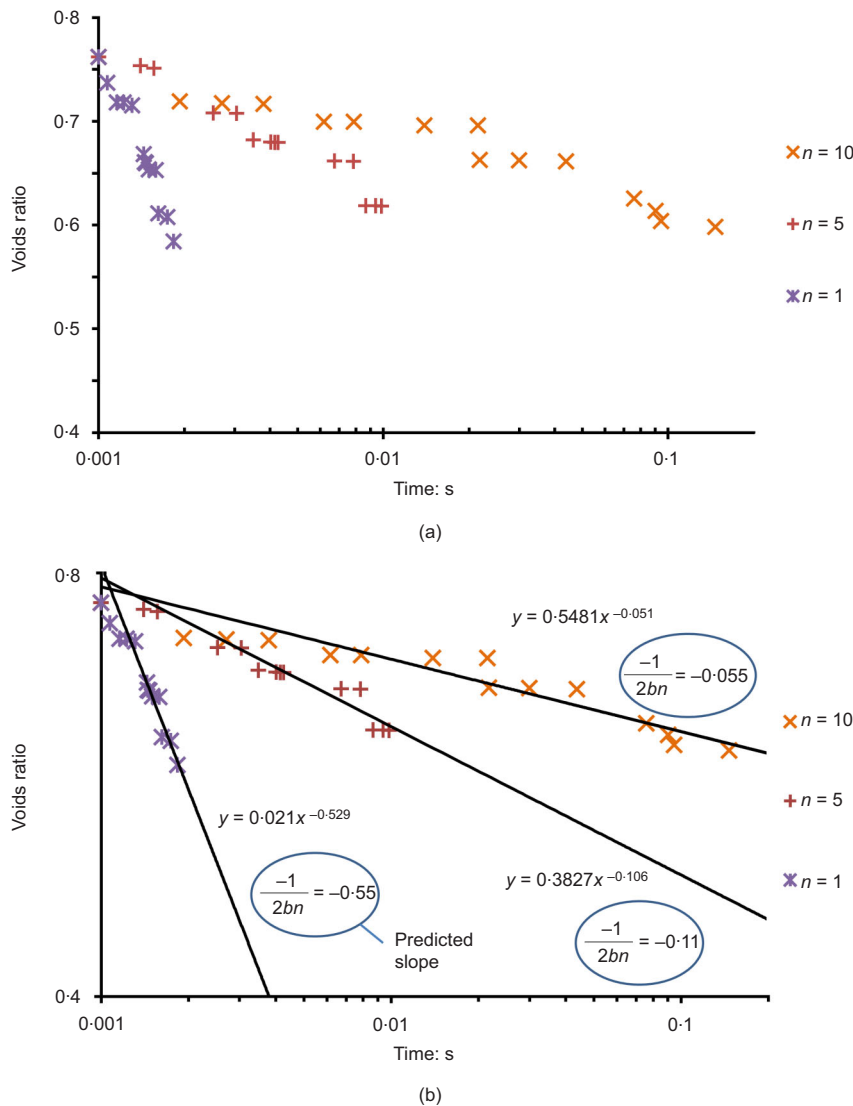 0·8
0·7
0·6
0·5
0·4
Voids ratio
0·001
0·01
0·1
Time: s
n = 10
n = 5
n = 1
(a)
0·8
0·4
Voids ratio
y = 0·5481x^–0·051
–1/2bn = –0·055
y = 0·021x^–0·529
–1/2bn = –0·55
Predicted
slope
y = 0·3827x^–0·106
–1/2bn = –0·11
n = 10
n = 5
n = 1
0·001
0·01
0·1
Time: s
(b)